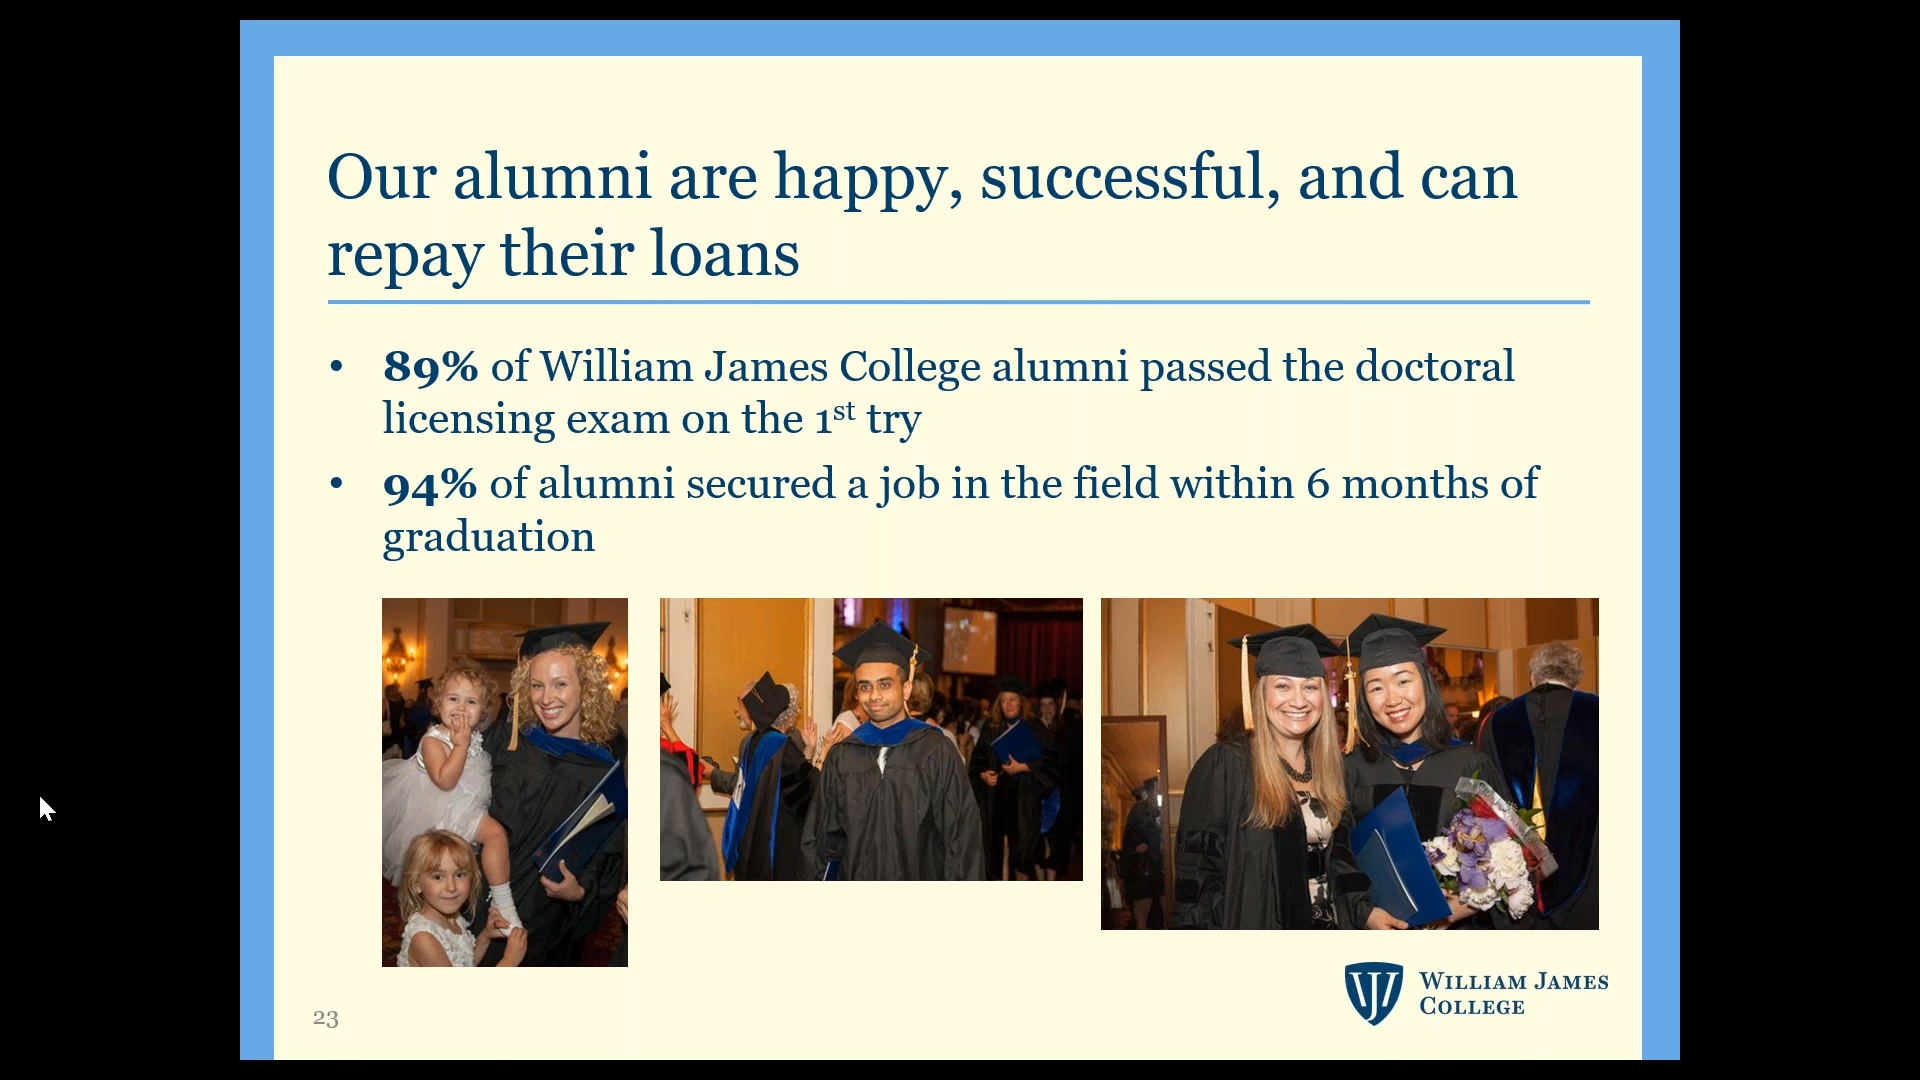 Our alumni are happy, successful, and can
repay their loans
• 89% of William James College alumni passed the doctoral
licensing exam on the 1st try
• 94% of alumni secured a job in the field within 6 months of
graduation
WILLIAM JAMES
COLLEGE
23